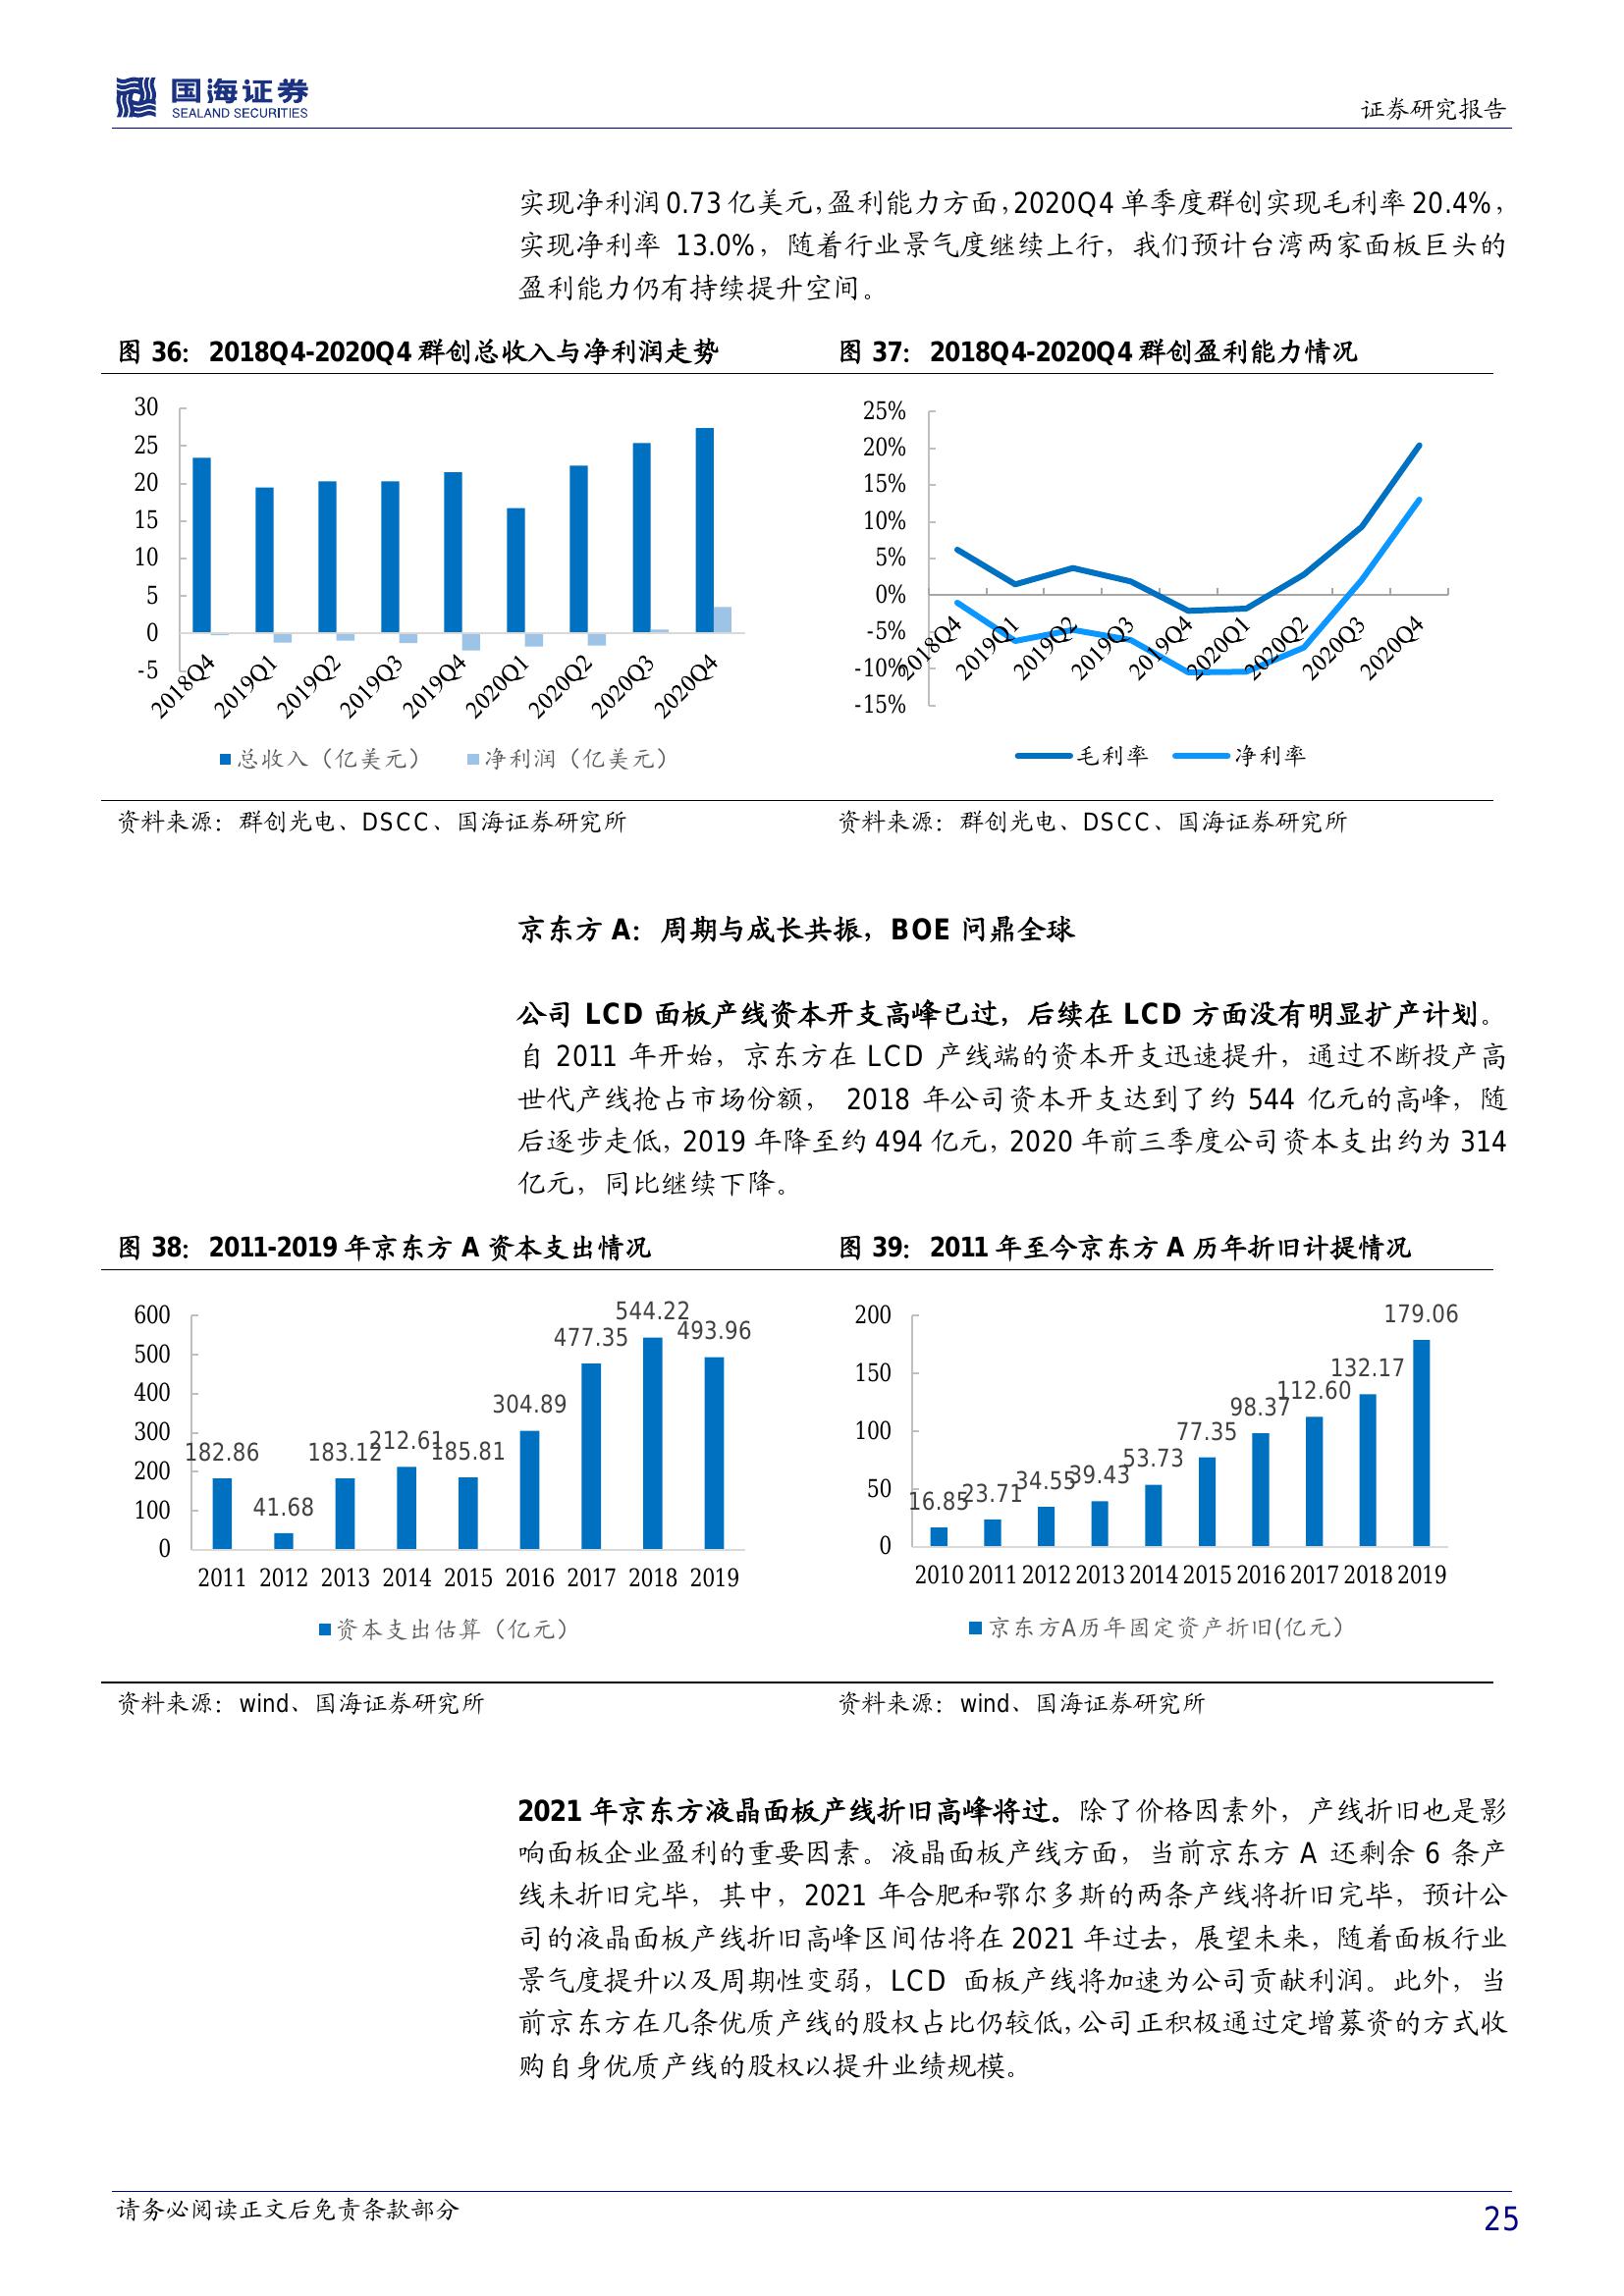 国海证券
SEALAND SECURITIES
证券研究报告
实现净利润 0.73 亿美元,盈利能力方面,2020Q4 单季度群创实现毛利率 20.4%,
实现净利率 13.0%，随着行业景气度继续上行，我们预计台湾两家面板巨头的
盈利能力仍有持续提升空间。
图 36：2018Q4-2020Q4 群创总收入与净利润走势
30
25
20
15
10
5
0
-5
2018Q4 2019Q1 2019Q2 2019Q3 2019Q4 2020Q1 2020Q2 2020Q3 2020Q4
总收入（亿美元） 净利润（亿美元）
资料来源：群创光电、DSCC、国海证券研究所
图 37：2018Q4-2020Q4 群创盈利能力情况
25%
20%
15%
10%
5%
0%
-5%
-10%
-15%
2018Q4 2019Q1 2019Q2 2019Q3 2019Q4 2020Q1 2020Q2 2020Q3 2020Q4
毛利率 净利率
资料来源：群创光电、DSCC、国海证券研究所
京东方 A：周期与成长共振，BOE 问鼎全球
公司 LCD 面板产线资本开支高峰已过，后续在 LCD 方面没有明显扩产计划。
自 2011 年开始，京东方在 LCD 产线端的资本开支迅速提升，通过不断投产高
世代产线抢占市场份额， 2018 年公司资本开支达到了约 544 亿元的高峰，随
后逐步走低,2019 年降至约 494 亿元,2020 年前三季度公司资本支出约为 314
亿元，同比继续下降。
图 38：2011-2019 年京东方 A 资本支出情况
600
500
400
300
200
100
0
182.86 41.68 183.12 212.61 185.81 304.89 477.35 544.22 493.96
2011 2012 2013 2014 2015 2016 2017 2018 2019
资本支出估算（亿元）
资料来源：wind、国海证券研究所
图 39：2011 年至今京东方 A 历年折旧计提情况
200
150
100
50
0
16.85 23.71 34.55 39.43 53.73 77.35 98.37 112.60 132.17 179.06
2010 2011 2012 2013 2014 2015 2016 2017 2018 2019
京东方A历年固定资产折旧(亿元）
资料来源：wind、国海证券研究所
2021 年京东方液晶面板产线折旧高峰将过。除了价格因素外，产线折旧也是影
响面板企业盈利的重要因素。液晶面板产线方面，当前京东方 A 还剩余 6 条产
线未折旧完毕，其中，2021 年合肥和鄂尔多斯的两条产线将折旧完毕，预计公
司的液晶面板产线折旧高峰区间估将在 2021 年过去，展望未来，随着面板行业
景气度提升以及周期性变弱，LCD 面板产线将加速为公司贡献利润。此外，当
前京东方在几条优质产线的股权占比仍较低,公司正积极通过定增募资的方式收
购自身优质产线的股权以提升业绩规模。
请务必阅读正文后免责条款部分
25